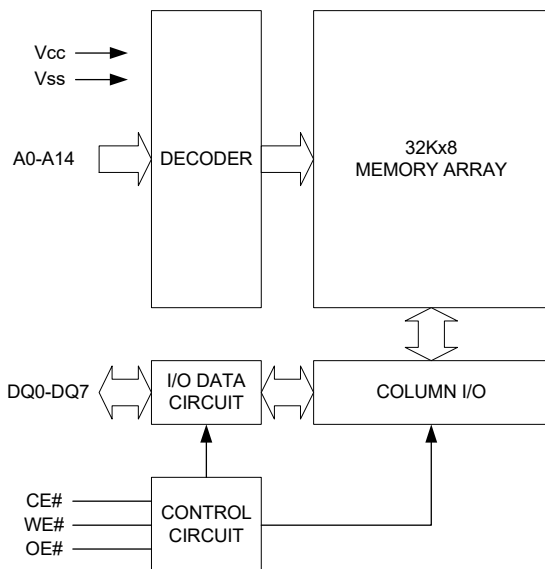 Vcc
Vss
A0-A14
DECODER
32Kx8
MEMORY ARRAY
DQ0-DQ7
I/O DATA
CIRCUIT
COLUMN I/O
CE#
WE#
OE#
CONTROL
CIRCUIT